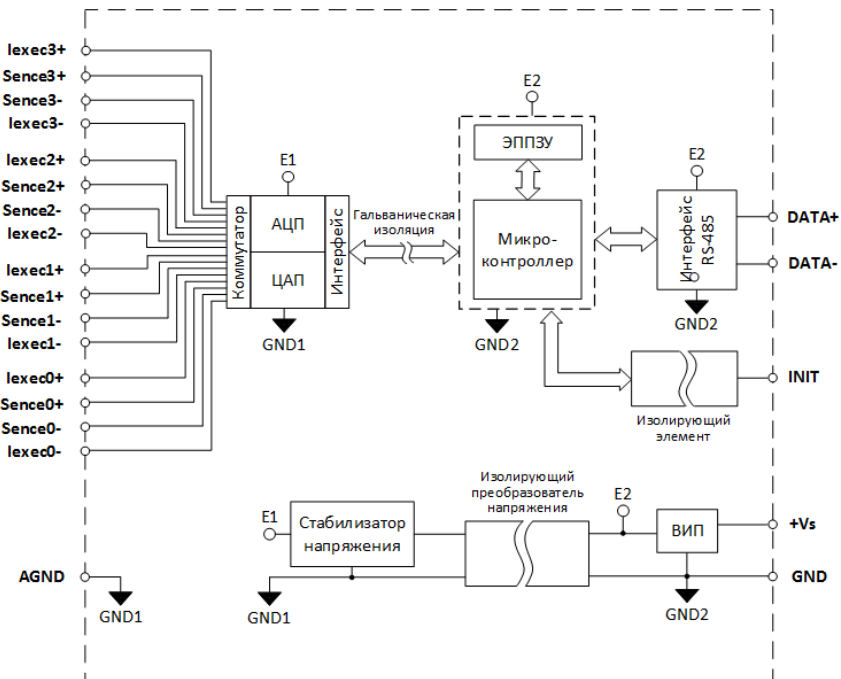 Iexec3+
Sence3+
Sence3-
Iexec3-
Iexec2+
Sence2+
Sence2-
Iexec2-
Iexec1+
Sence1+
Sence1-
Iexec1-
Iexec0+
Sence0+
Sence0-
Iexec0-
AGND
GND1
Коммутатор
E1
АЦП
ЦАП
Интерфейс
GND1
Гальваническая
изоляция
E2
ЭППЗУ
Микро-
контроллер
GND2
E2
Интерфейс
RS-485
GND2
DATA+
DATA-
INIT
Изолирующий
элемент
E1
Стабилизатор
напряжения
GND1
Изолирующий
преобразователь
напряжения
E2
ВИП
GND2
+Vs
GND